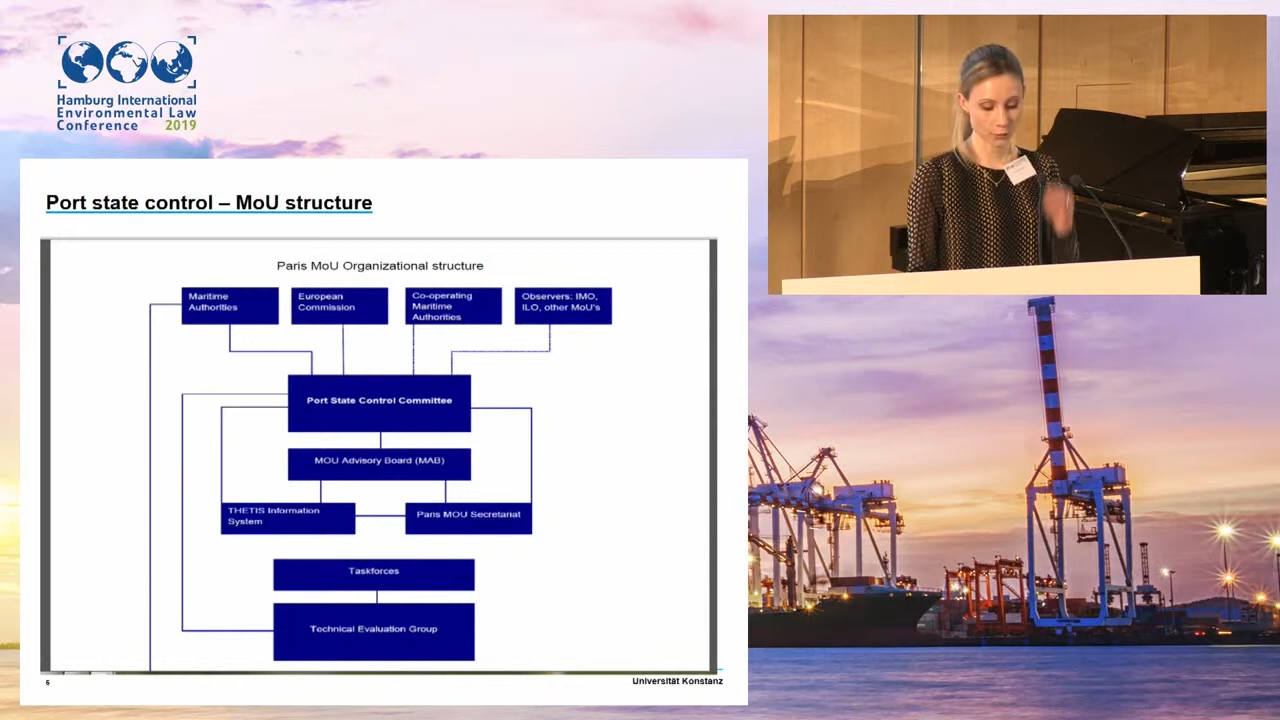 Hamburg International
Environmental Law
Conference 2019
Port state control – MoU structure
Paris MoU Organizational structure
Maritime
Authorities
European
Commission
Co-operating
Maritime
Authorities
Observers: IMO,
ILO, other MoU's
Port State Control Committee
MOU Advisory Board (MAB)
THETIS Information
System
Paris MOU Secretariat
Taskforces
Technical Evaluation Group
6
Universität Konstanz